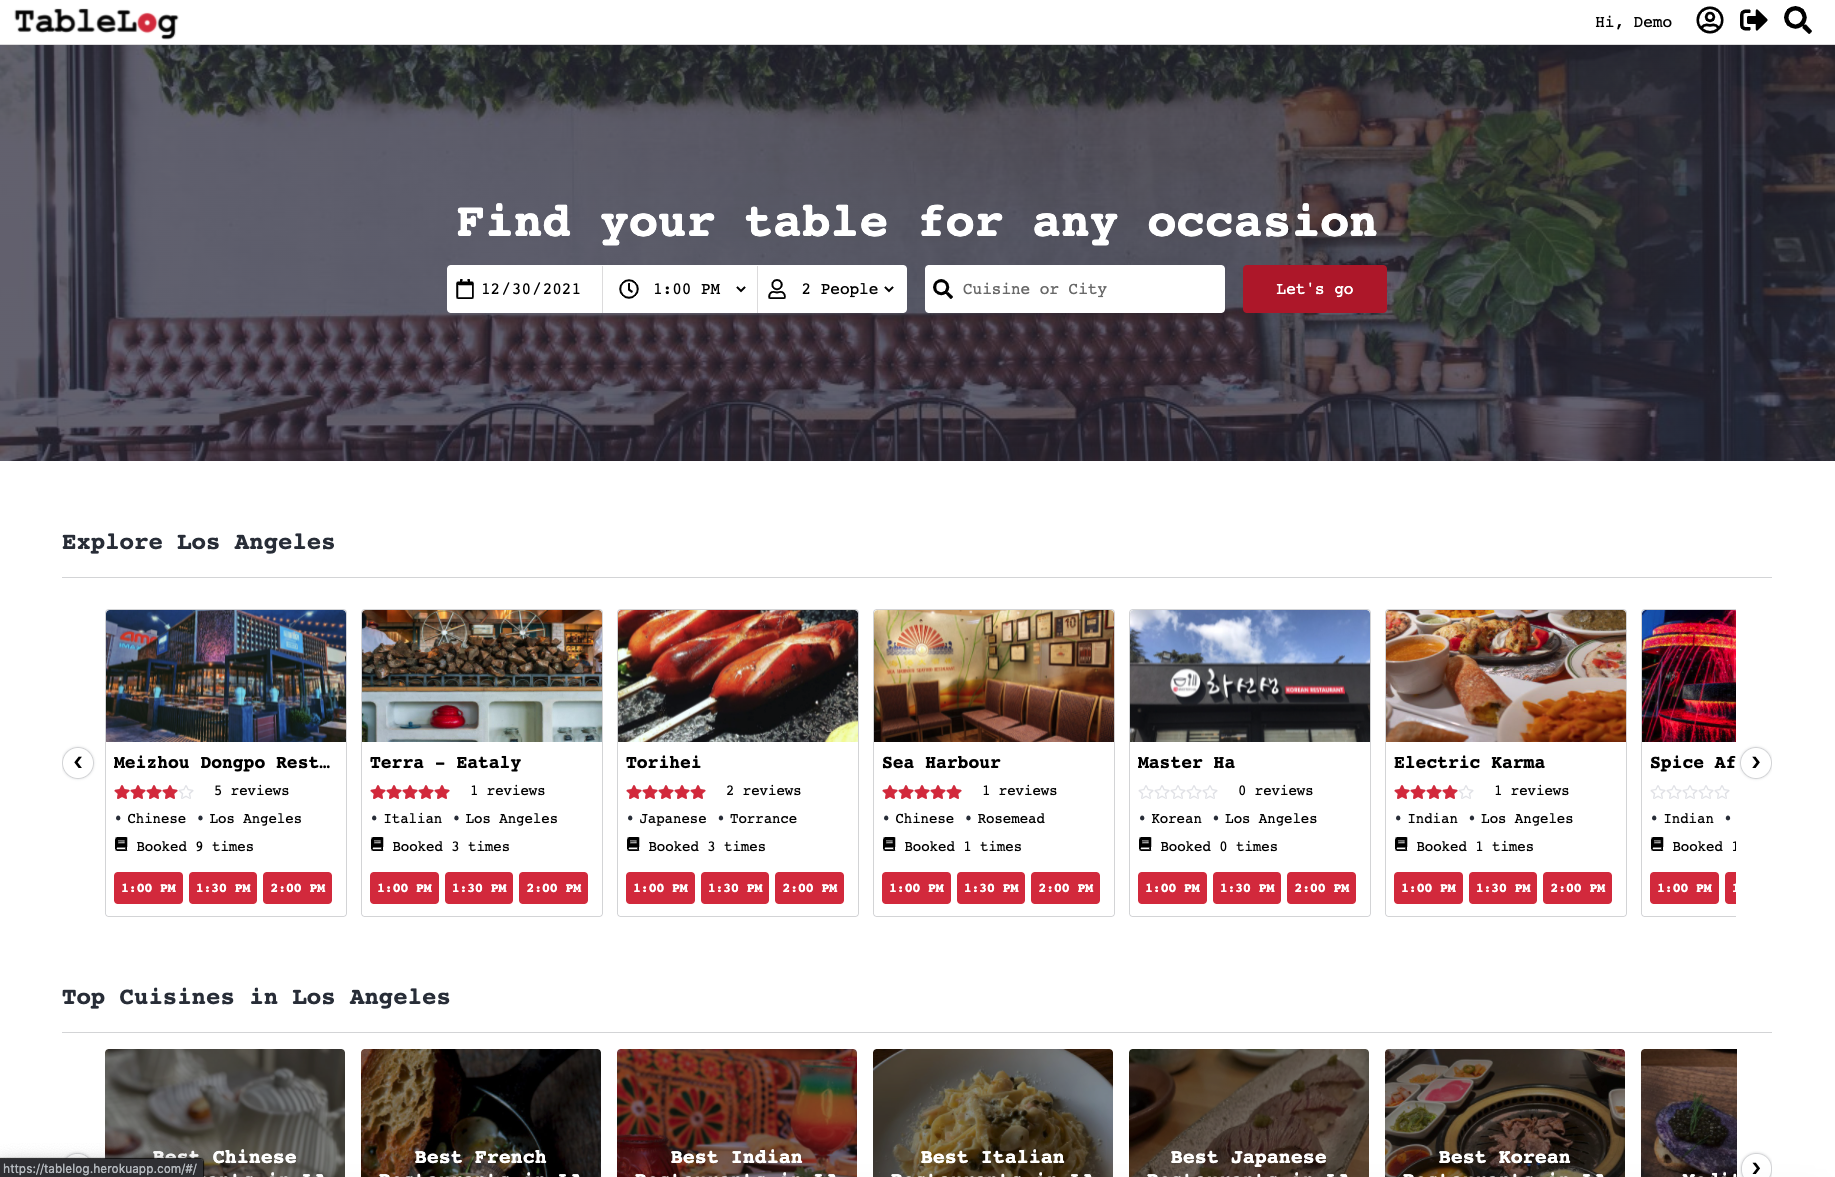 TableLog
Hi, Demo
Find your table for any occasion
12/30/2021
1:00 PM
2 People
Cuisine or City
Let's go
Explore Los Angeles
Meizhou Dongpo Rest…
5 reviews
• Chinese • Los Angeles
Booked 9 times
1:00 PM 1:30 PM 2:00 PM
Terra - Eataly
1 reviews
• Italian • Los Angeles
Booked 3 times
1:00 PM 1:30 PM 2:00 PM
Torihei
2 reviews
• Japanese • Torrance
Booked 3 times
1:00 PM 1:30 PM 2:00 PM
Sea Harbour
1 reviews
• Chinese • Rosemead
Booked 1 times
1:00 PM 1:30 PM 2:00 PM
화선생
KOREAN RESTAURANT
Master Ha
0 reviews
• Korean • Los Angeles
Booked 0 times
1:00 PM 1:30 PM 2:00 PM
Electric Karma
1 reviews
• Indian • Los Angeles
Booked 1 times
1:00 PM 1:30 PM 2:00 PM
Spice Af
• Indian •
Booked 1
1:00 PM
Top Cuisines in Los Angeles
Best Chinese
Best French
Best Indian
Best Italian
Best Japanese
Best Korean
https://tablelog.herokuapp.com/#/